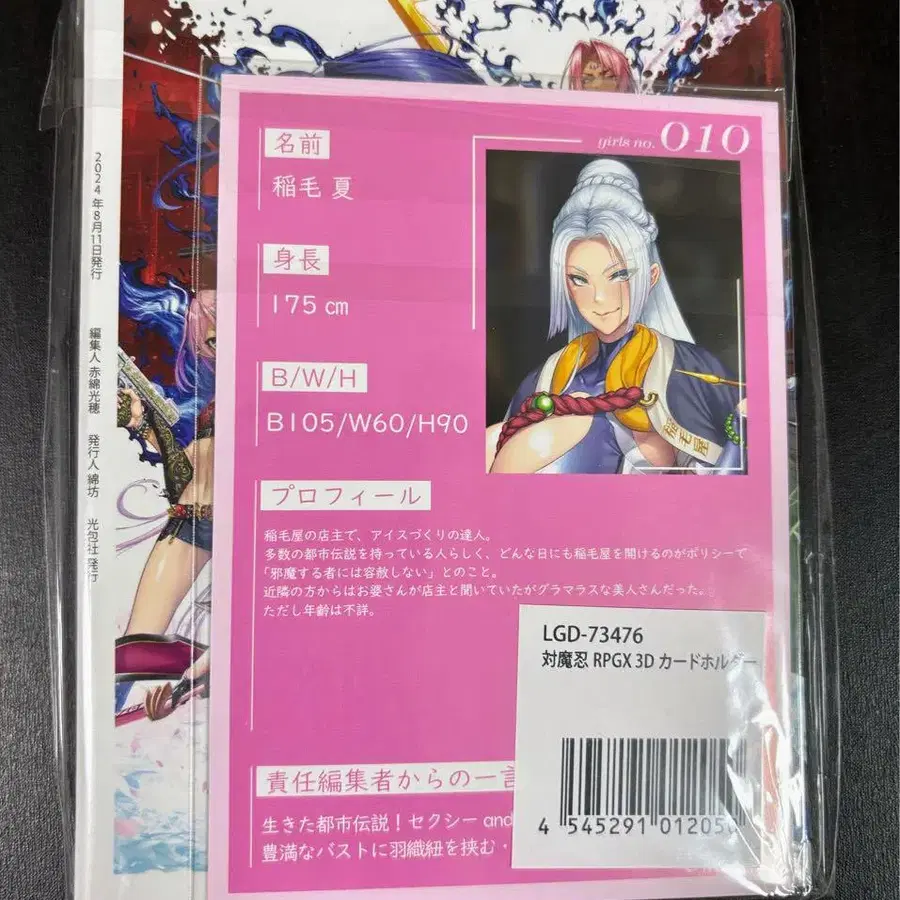 2024年8月11日発行
編集人 赤錦光穂
発行人 綿坊
光包社 発行
girls no. 010
名前
稲毛 夏
身長
175 cm
B/W/H
B105/W60/H90
稲毛屋
プロフィール
稲毛屋の店主で、アイスづくりの達人。
多数の都市伝説を持っている人らしく、どんな日にも稲毛屋を開けるのがポリシーで
「邪魔する者には容赦しない」とのこと。
近隣の方からはお婆さんが店主と聞いていたがグラマラスな美人さんだった。
ただし年齢は不詳。
LGD-73476
対魔忍 RPGX 3D カードホルダー
4 545291 01205
責任編集者からの一言
生きた都市伝説！セクシー and
豊満なバストに羽織紐を挟む・